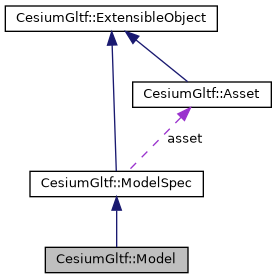 CesiumGltf::ExtensibleObject
CesiumGltf::Asset
asset
CesiumGltf::ModelSpec
CesiumGltf::Model